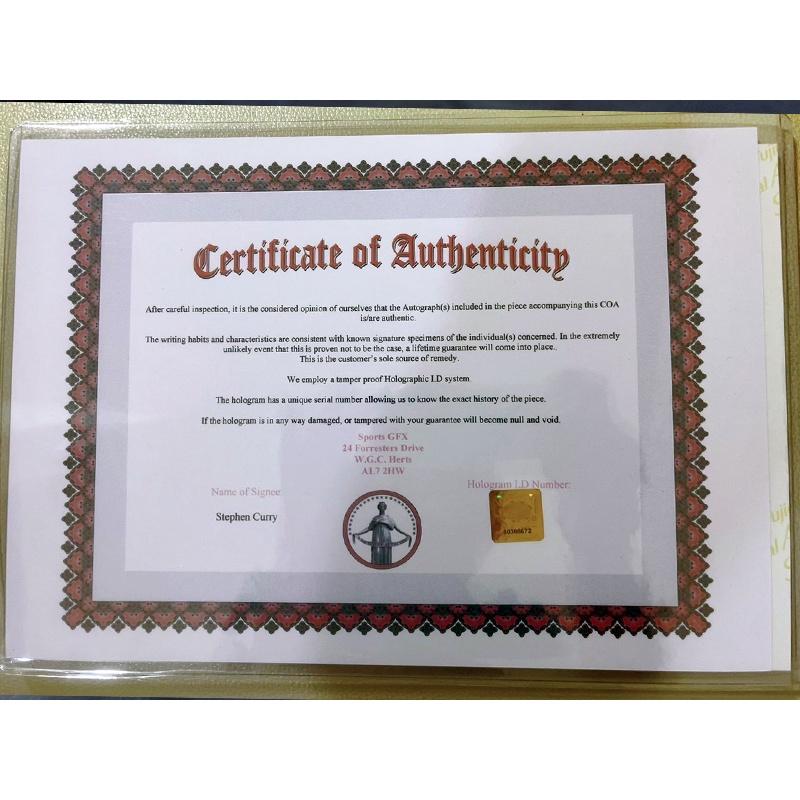 Certificate of Authenticity
After careful inspection, it is the considered opinion of ourselves that the Autograph(s) included in the piece accompanying this COA
is/are authentic.
The writing habits and characteristics are consistent with known signature specimens of the individual(s) concerned. In the extremely
unlikely event that this is proven not to be the case, a lifetime guarantee will come into place..
This is the customer's sole source of remedy.
We employ a tamper proof Holographic I.D system.
The hologram has a unique serial number allowing us to know the exact history of the piece.
If the hologram is in any way damaged, or tampered with your guarantee will become null and void.
Sports GFX
24 Forresters Drive
W.G.C. Herts
AL7 2HW
Name of Signee:
Hologram I.D Number:
Stephen Curry